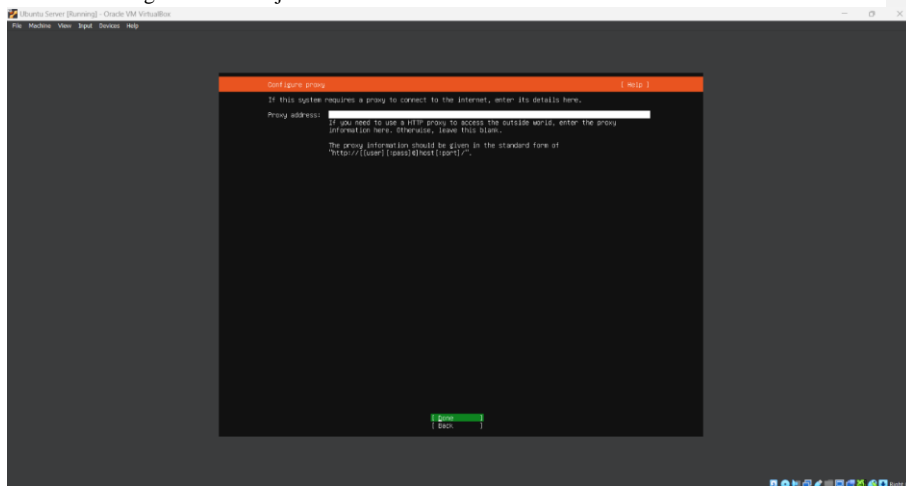 Ubuntu Server [Running] - Oracle VM VirtualBox
File Machine View Input Devices Help
Configure proxy [ Help ]
If this system requires a proxy to connect to the internet, enter its details here.
Proxy address:
If you need to use a HTTP proxy to access the outside world, enter the proxy
information here. Otherwise, leave this blank.
The proxy information should be given in the standard form of
"http://[[user][:pass]@]host[:port]/".
[ Done ]
[ Back ]